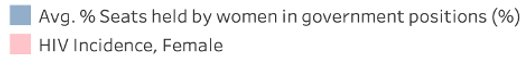 Avg. % Seats held by women in government positions (%)
HIV Incidence, Female